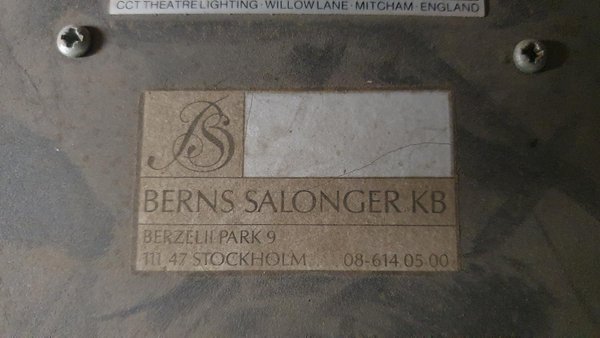 CCT THEATRE LIGHTING · WILLOW LANE · MITCHAM · ENGLAND
BS
BERNS SALONGER KB
BERZELII PARK 9
111 47 STOCKHOLM 08-614 05 00